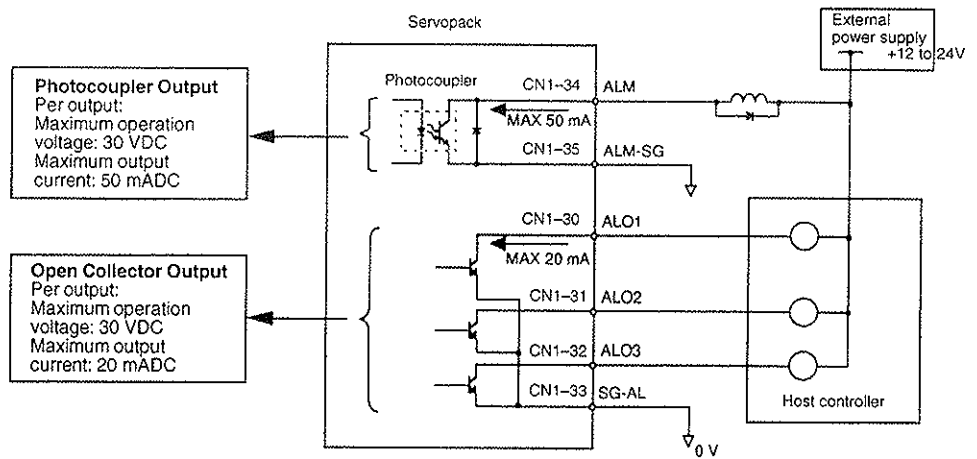 Servopack
External
power supply
+12 to 24V
Photocoupler Output
Per output:
Maximum operation
voltage: 30 VDC
Maximum output
current: 50 mADC
Photocoupler
CN1–34 ALM
MAX 50 mA
CN1–35 ALM-SG
CN1–30 ALO1
MAX 20 mA
Open Collector Output
Per output:
Maximum operation
voltage: 30 VDC
Maximum output
current: 20 mADC
CN1–31 ALO2
CN1–32 ALO3
CN1–33 SG-AL
Host controller
0 V